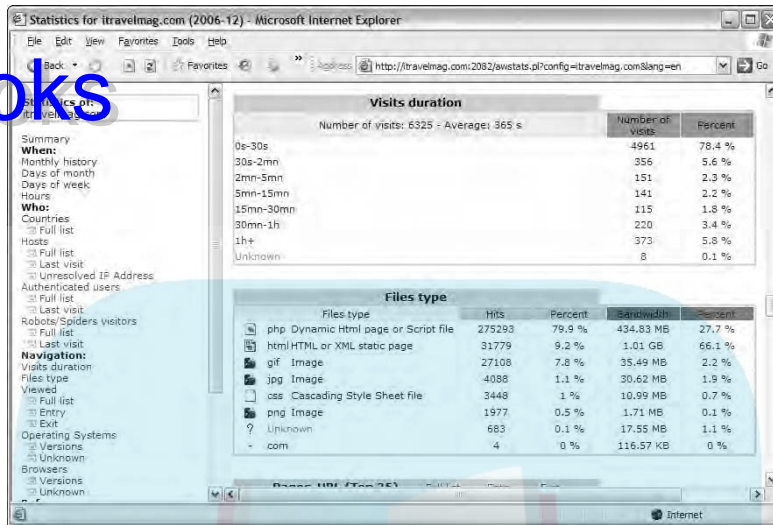 Statistics for itravelmag.com (2006-12) - Microsoft Internet Explorer
File Edit View Favorites Tools Help
Back Favorites Address http://itravelmag.com:2082/awstats.pl?config=itravelmag.com&lang=en Go
oks
Statistics of:
itravelmag.com
Summary
When:
Monthly history
Days of month
Days of week
Hours
Who:
Countries
Full list
Hosts
Full list
Last visit
Unresolved IP Address
Authenticated users
Full list
Last visit
Robots/Spiders visitors
Full list
Last visit
Navigation:
Visits duration
Files type
Viewed
Full list
Entry
Exit
Operating Systems
Versions
Unknown
Browsers
Versions
Unknown
Visits duration
Number of visits: 6325 - Average: 365 s Number of visits Percent
0s-30s 4961 78.4 %
30s-2mn 356 5.6 %
2mn-5mn 151 2.3 %
5mn-15mn 141 2.2 %
15mn-30mn 115 1.8 %
30mn-1h 220 3.4 %
1h+ 373 5.8 %
Unknown 8 0.1 %
Files type
Files type Hits Percent Bandwidth Percent
php Dynamic Html page or Script file 275293 79.9 % 434.83 MB 27.7 %
html HTML or XML static page 31779 9.2 % 1.01 GB 66.1 %
gif Image 27108 7.8 % 35.49 MB 2.2 %
jpg Image 4088 1.1 % 30.62 MB 1.9 %
css Cascading Style Sheet file 3448 1 % 10.99 MB 0.7 %
png Image 1977 0.5 % 1.71 MB 0.1 %
? Unknown 683 0.1 % 17.55 MB 1.1 %
- com 4 0 % 116.57 KB 0 %
Internet